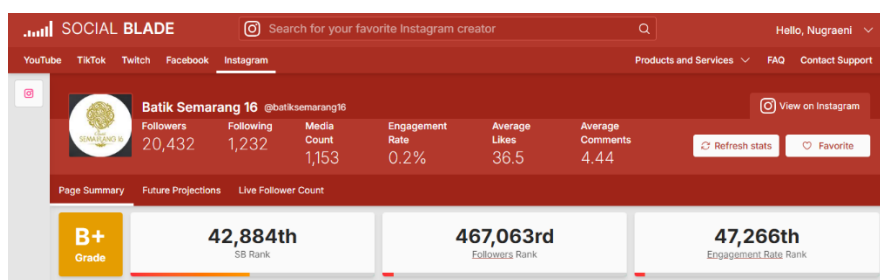 SOCIAL BLADE
Search for your favorite Instagram creator
Hello, Nugraeni
YouTube TikTok Twitch Facebook Instagram
Products and Services FAQ Contact Support
Batik Semarang 16 @batiksemarang16
View on Instagram
Followers Following Media Count Engagement Rate Average Likes Average Comments
20,432 1,232 1,153 0.2% 36.5 4.44
Refresh stats Favorite
SEMARANG 16
Page Summary Future Projections Live Follower Count
B+ 42,884th 467,063rd 47,266th
Grade SB Rank Followers Rank Engagement Rate Rank